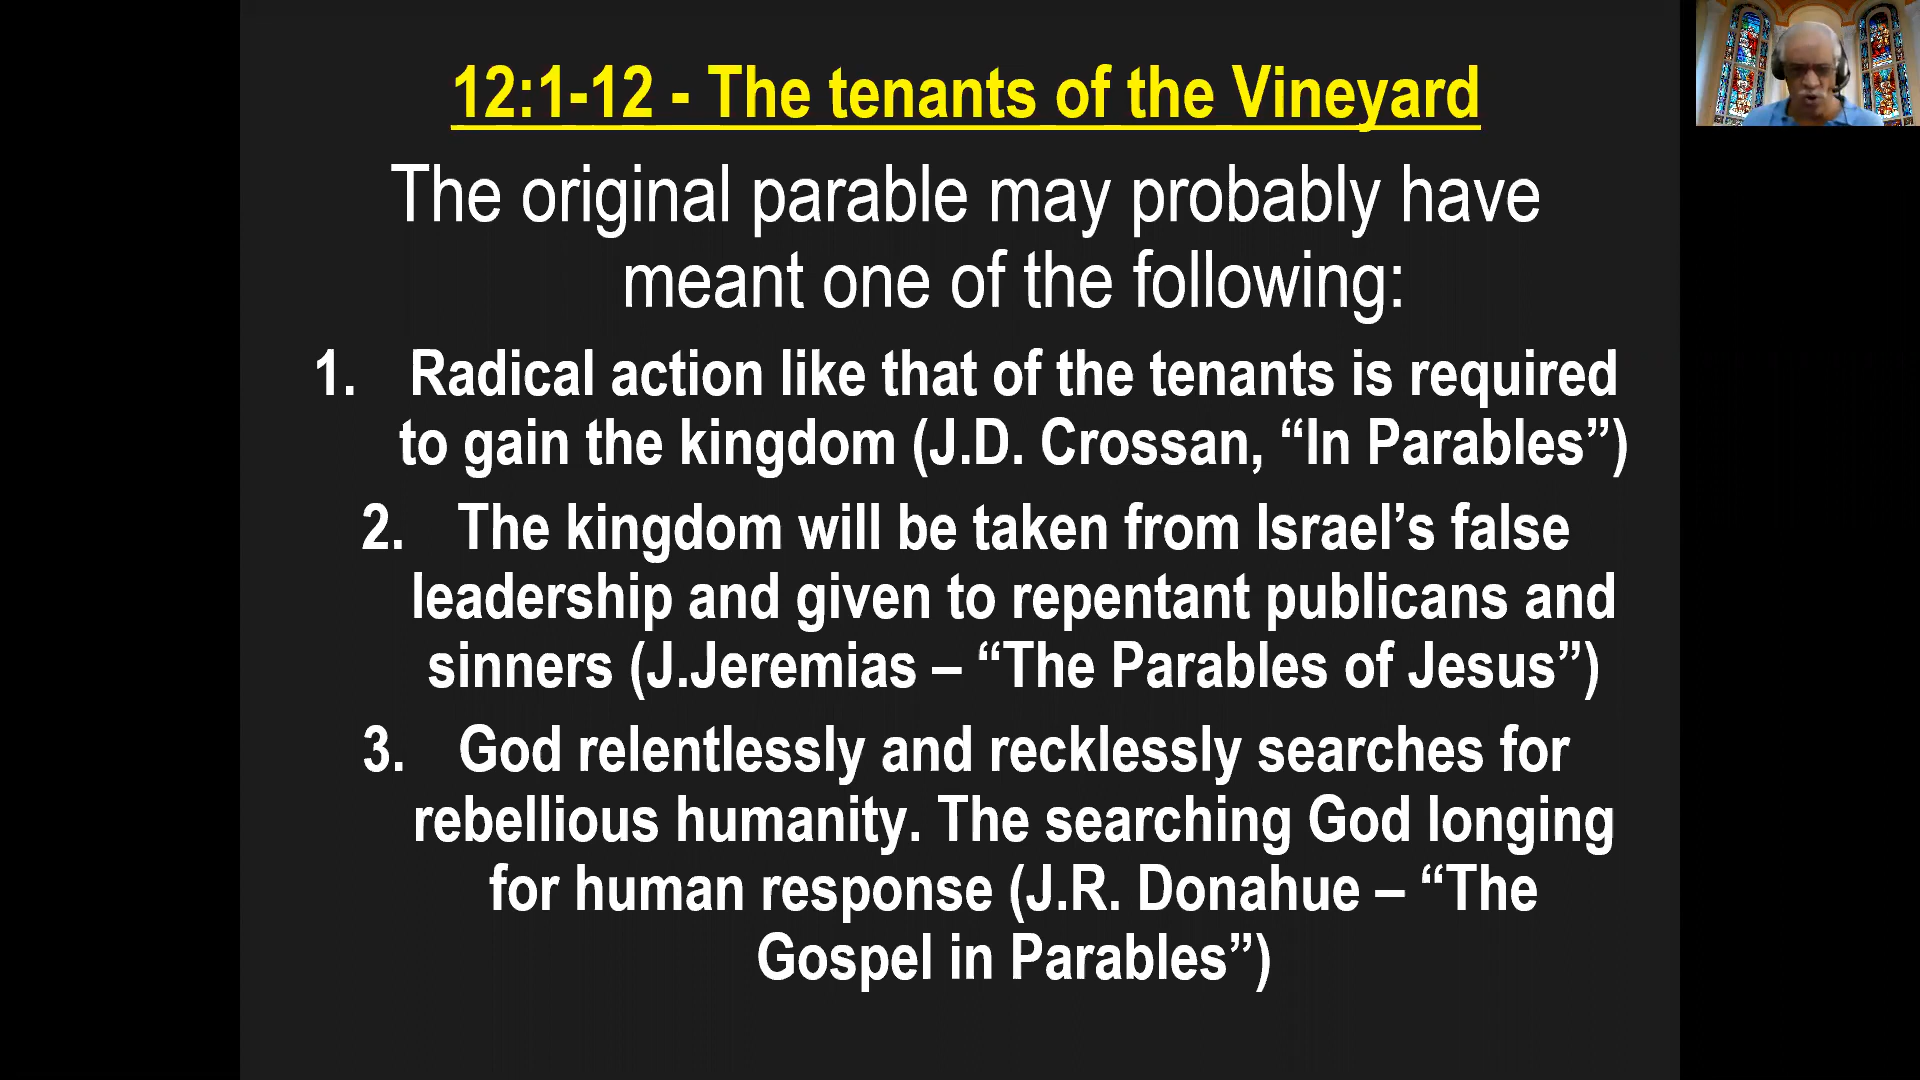 12:1-12 - The tenants of the Vineyard
The original parable may probably have
meant one of the following:
1. Radical action like that of the tenants is required
to gain the kingdom (J.D. Crossan, “In Parables”)
2. The kingdom will be taken from Israel’s false
leadership and given to repentant publicans and
sinners (J.Jeremias – “The Parables of Jesus”)
3. God relentlessly and recklessly searches for
rebellious humanity. The searching God longing
for human response (J.R. Donahue – “The
Gospel in Parables”)